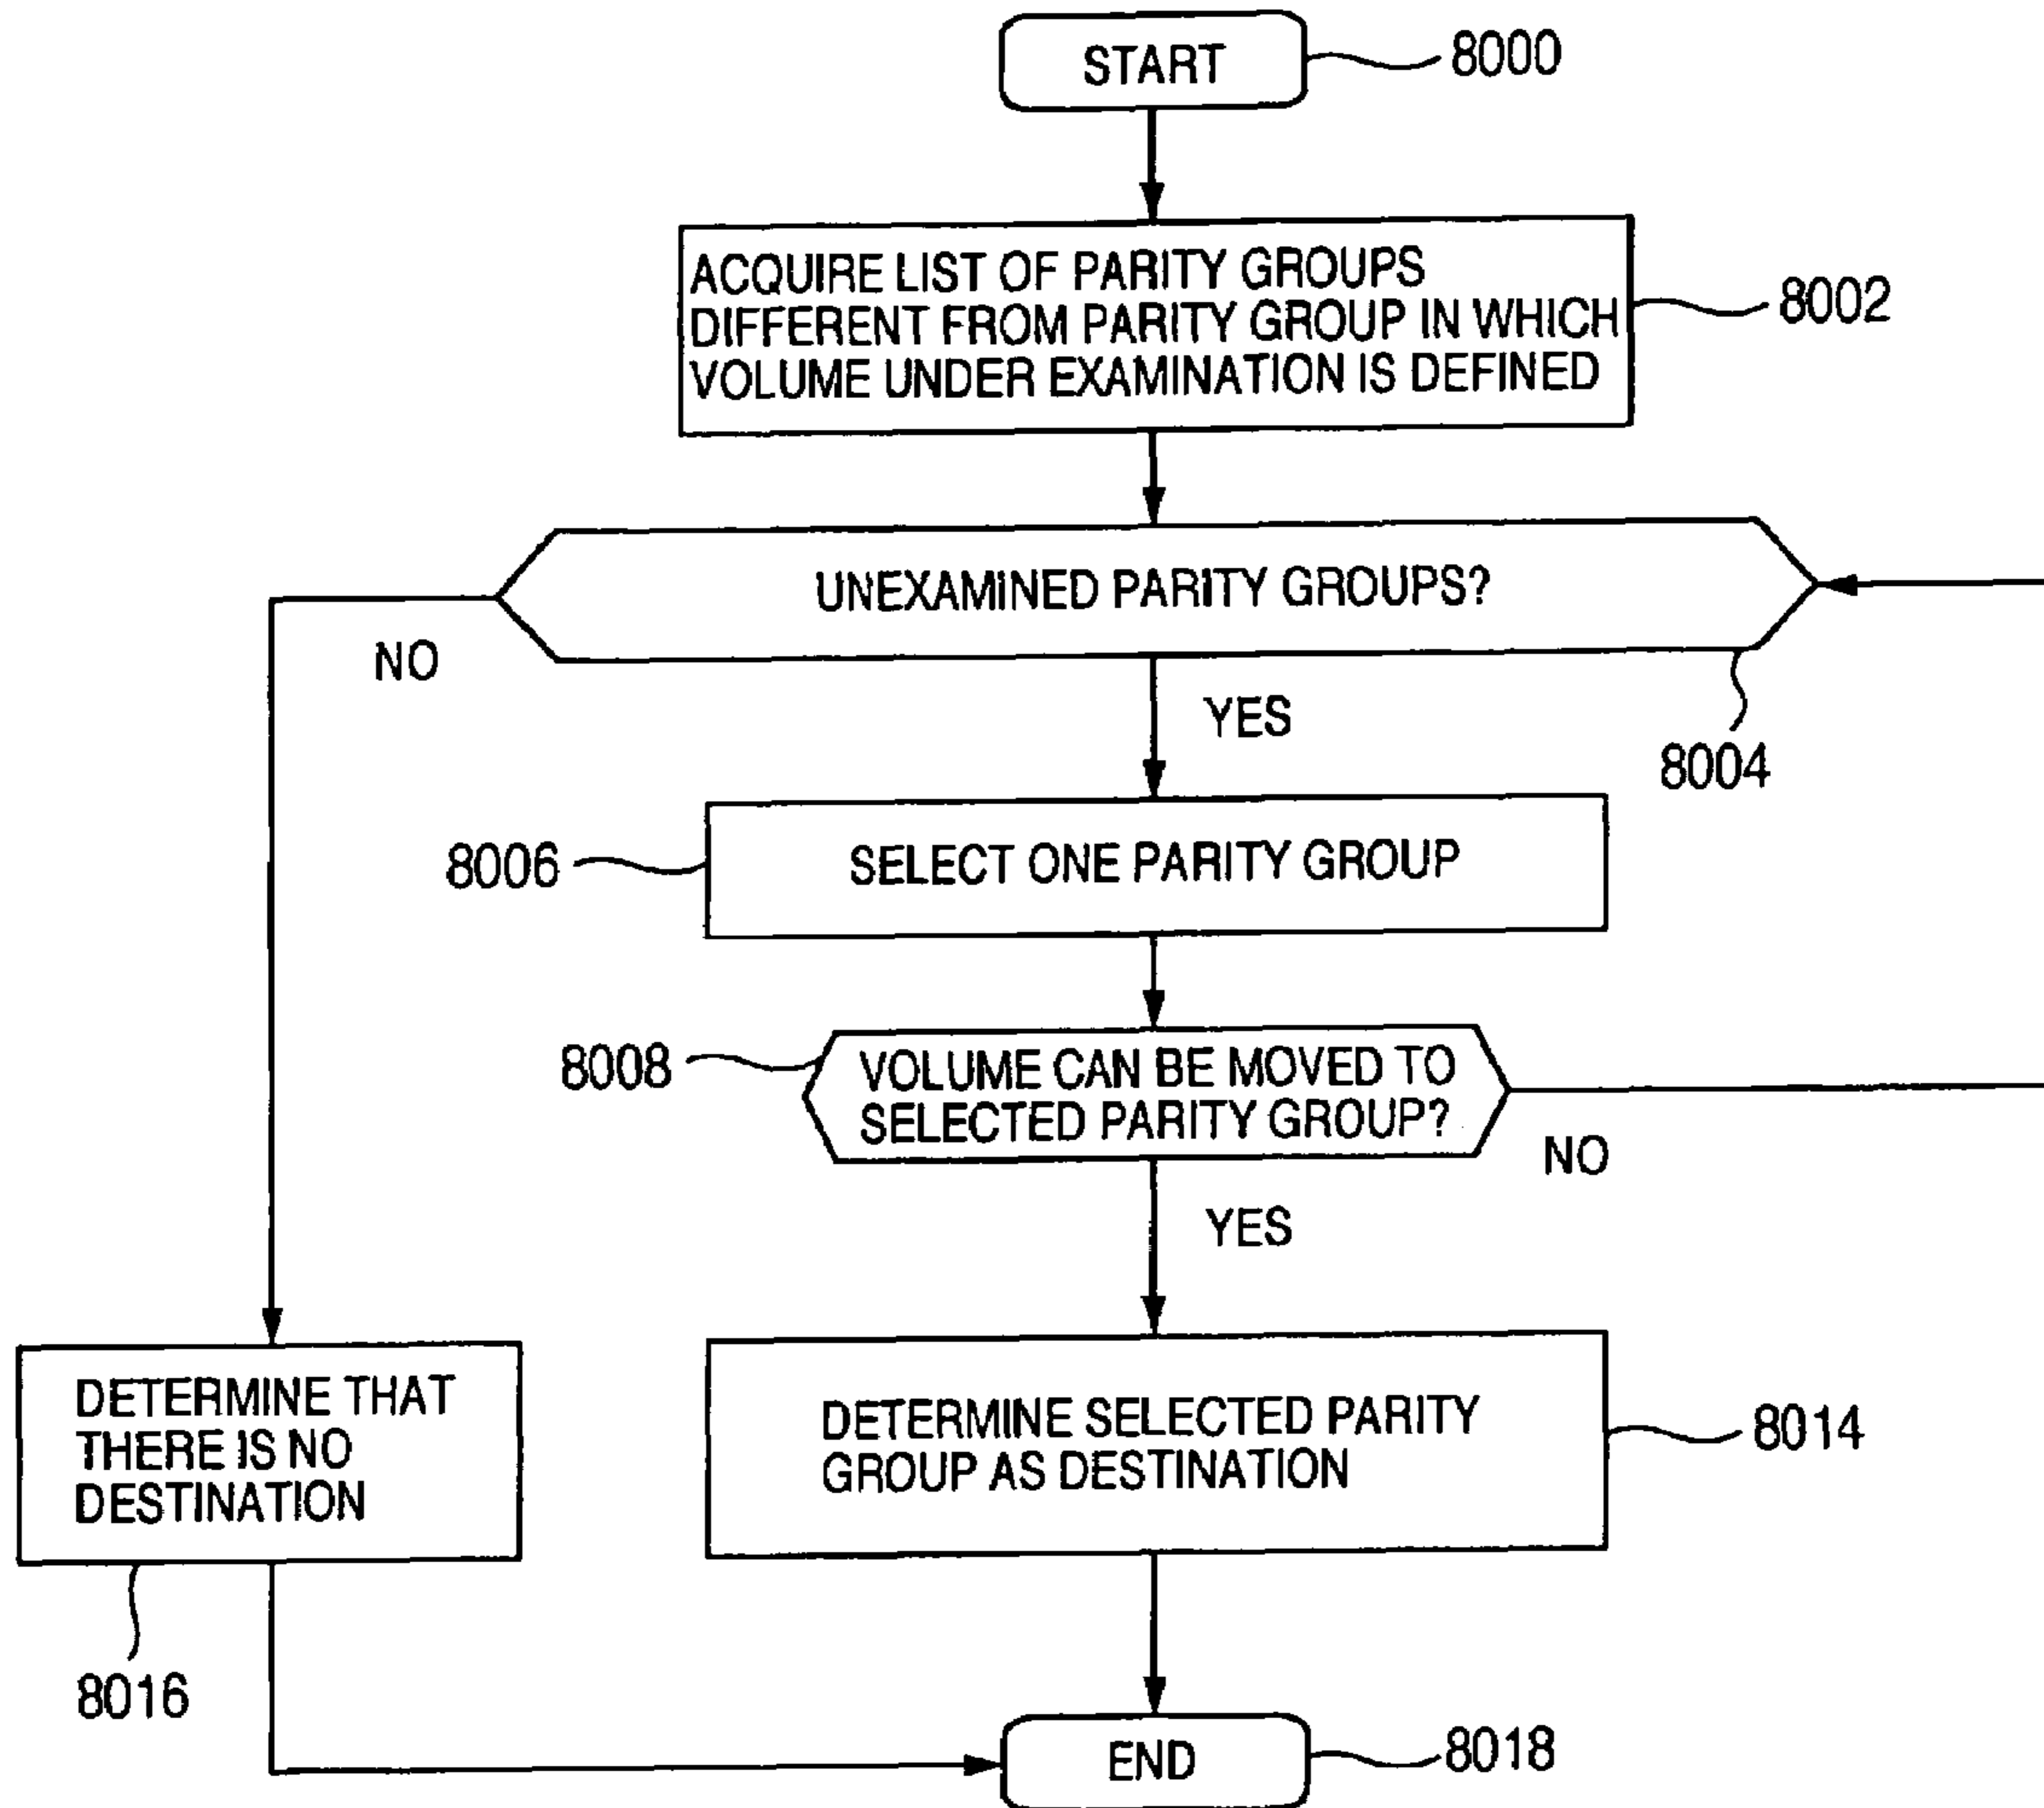 START
8000
ACQUIRE LIST OF PARITY GROUPS
DIFFERENT FROM PARITY GROUP IN WHICH
VOLUME UNDER EXAMINATION IS DEFINED
8002
UNEXAMINED PARITY GROUPS?
NO
YES
8004
8006
SELECT ONE PARITY GROUP
8008
VOLUME CAN BE MOVED TO
SELECTED PARITY GROUP?
NO
YES
DETERMINE THAT
THERE IS NO
DESTINATION
8016
DETERMINE SELECTED PARITY
GROUP AS DESTINATION
8014
END
8018